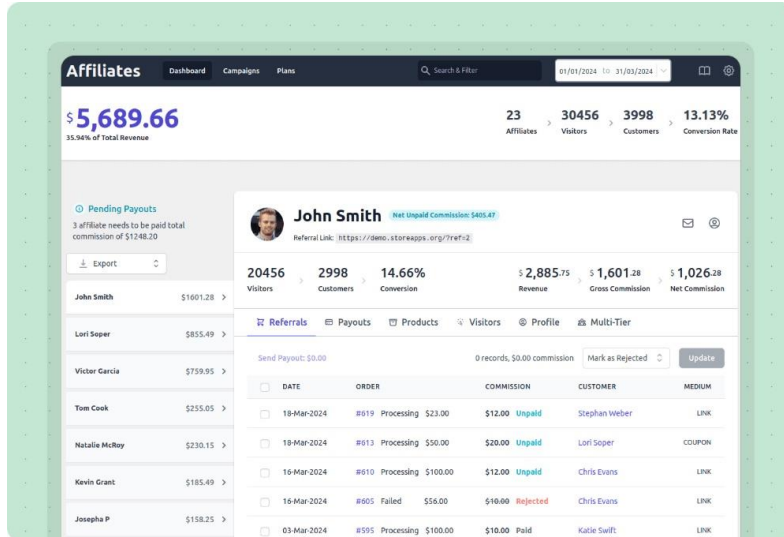 Affiliates Dashboard Campaigns Plans Search & Filter 01/01/2024 to 31/03/2024
$5,689.66
35.94% of Total Revenue
23 Affiliates
30456 Visitors
3998 Customers
13.13% Conversion Rate
Pending Payouts
3 affiliate needs to be paid total
commission of $1248.20
Export
John Smith $1601.28
Lori Soper $855.49
Victor Garcia $759.95
Tom Cook $255.05
Natalie McRoy $230.15
Kevin Grant $185.49
Josepha P $158.25
John Smith Net Unpaid Commission: $405.47
Referral Link: https://demo.storeapps.org/?ref=2
20456 Visitors
2998 Customers
14.66% Conversion
$2,885.75 Revenue
$1,601.28 Gross Commission
$1,026.28 Net Commission
Referrals Payouts Products Visitors Profile Multi-Tier
Send Payout: $0.00 0 records, $0.00 commission Mark as Rejected Update
DATE ORDER COMMISSION CUSTOMER MEDIUM
18-Mar-2024 #619 Processing $23.00 $12.00 Unpaid Stephan Weber LINK
18-Mar-2024 #613 Processing $50.00 $20.00 Unpaid Lori Soper COUPON
16-Mar-2024 #610 Processing $100.00 $12.00 Unpaid Chris Evans LINK
16-Mar-2024 #605 Failed $56.00 $10.00 Rejected Chris Evans LINK
03-Mar-2024 #595 Processing $100.00 $10.00 Paid Katie Swift LINK